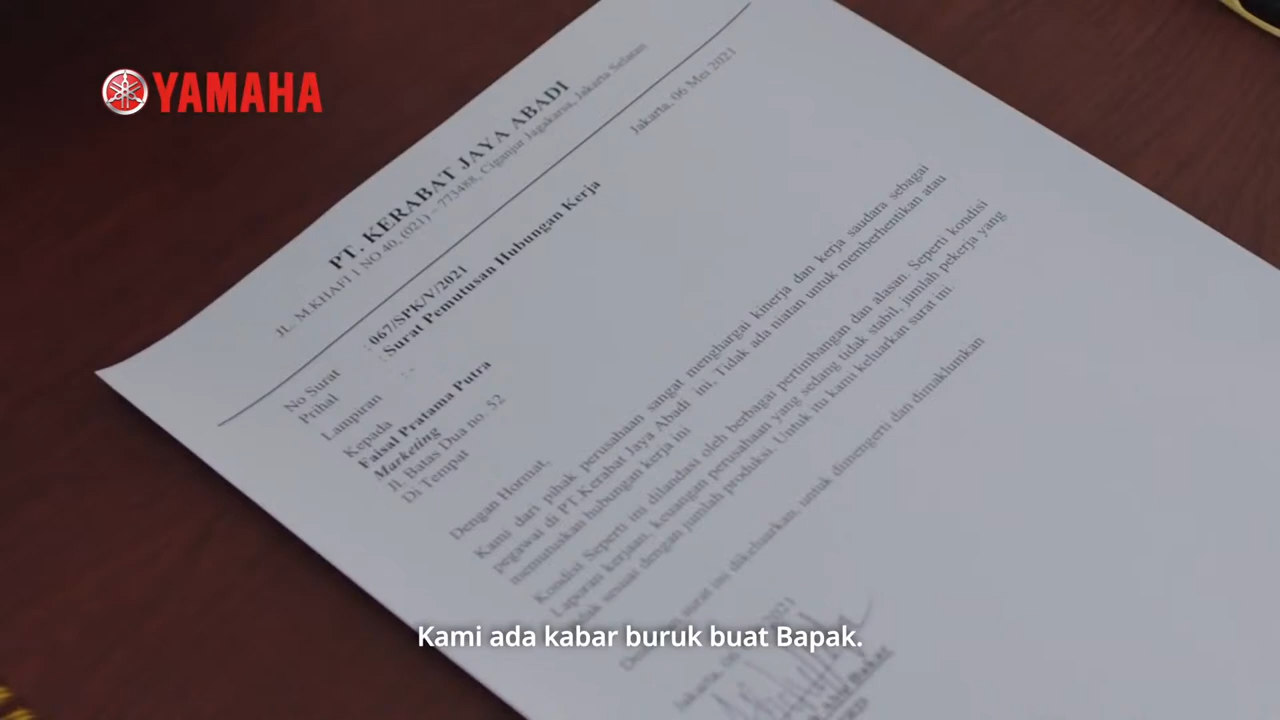 YAMAHA
PT. KERABAT JAYA ABADI
JL. M.KHAFI 1 NO 40, (021) – 773488, Ciganjur Jagakarsa, Jakarta Selatan
Jakarta, 06 Mei 2021
No Surat : 067/SPK/V/2021
Prihal : Surat Pemutusan Hubungan Kerja
Lampiran : -
Kepada
Faisal Pratama Putra
Marketing
Jl. Batas Dua no. 52
Di Tempat
Dengan Hormat,
Kami dari pihak perusahaan sangat menghargai kinerja dan kerja saudara sebagai
pegawai di PT.Kerabat Jaya Abadi ini, Tidak ada niatan untuk memberhentikan atau
memutuskan hubungan kerja ini
Kondisi Seperti ini dilandasi oleh berbagai pertimbangan dan alasan. Seperti kondisi
Laporan kerjaan, keuangan perusahaan yang sedang tidak stabil, jumlah pekerja yang
sesuai dengan jumlah produksi. Untuk itu kami keluarkan surat ini
surat ini dikeluarkan, untuk dimengerti dan dimaklumkan
Jakarta, 06
Kami ada kabar buruk buat Bapak.